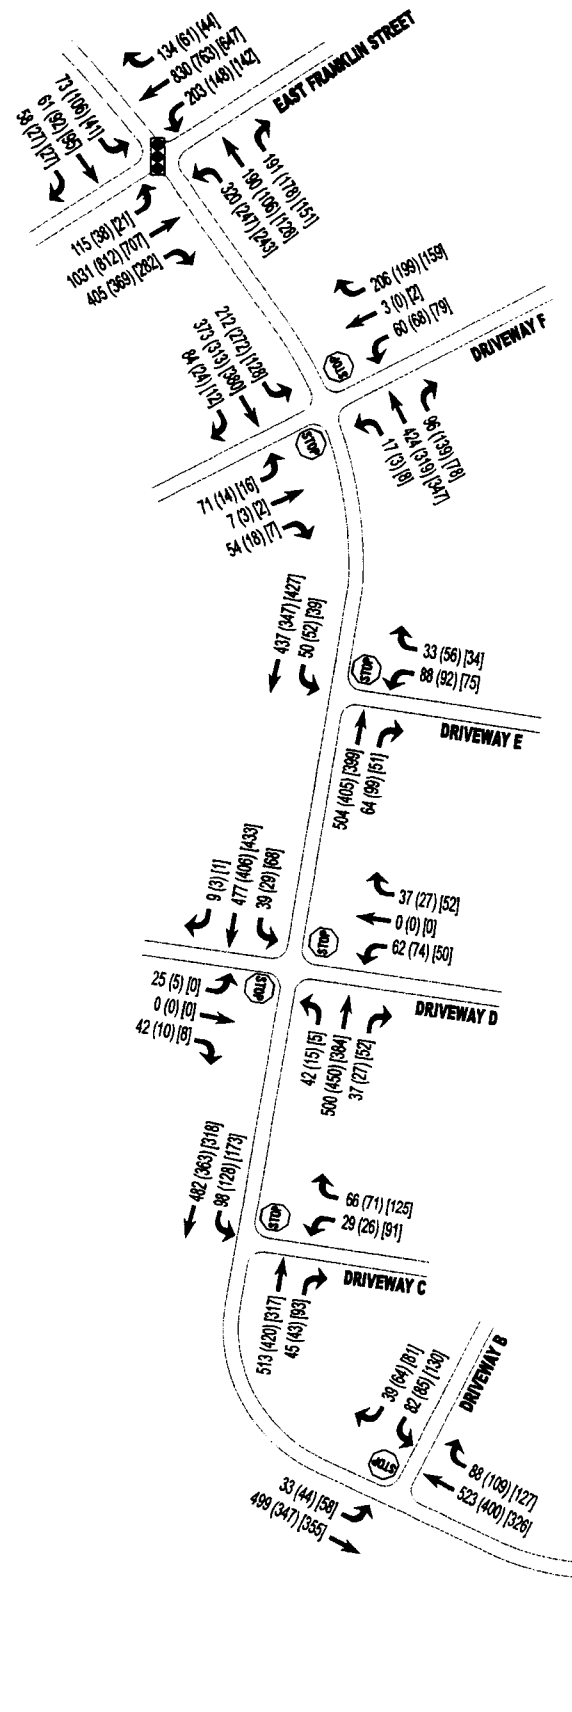 134 (61) [44]
830 (763) [647]
203 (148) [142]
EAST FRANKLIN STREET
73 (106) [41]
61 (92) [95]
58 (27) [27]
191 (178) [151]
190 (106) [128]
320 (247) [243]
115 (38) [21]
1031 (812) [707]
405 (369) [282]
206 (199) [159]
3 (0) [2]
60 (68) [79]
STOP
DRIVEWAY F
212 (272) [128]
373 (313) [380]
84 (24) [12]
STOP
96 (139) [78]
424 (319) [347]
17 (3) [8]
71 (14) [16]
7 (3) [2]
54 (18) [7]
437 (347) [427]
50 (52) [39]
33 (56) [34]
88 (92) [75]
STOP
DRIVEWAY E
504 (405) [399]
64 (99) [51]
9 (3) [1]
477 (406) [433]
39 (29) [68]
37 (27) [52]
0 (0) [0]
62 (74) [50]
STOP
25 (5) [0]
0 (0) [0]
42 (10) [8]
STOP
DRIVEWAY D
42 (15) [5]
500 (450) [384]
37 (27) [52]
482 (363) [318]
98 (128) [173]
66 (71) [125]
29 (26) [91]
STOP
DRIVEWAY C
513 (420) [317]
45 (43) [93]
39 (64) [81]
82 (85) [130]
DRIVEWAY B
STOP
88 (109) [127]
523 (400) [326]
33 (44) [58]
499 (347) [355]